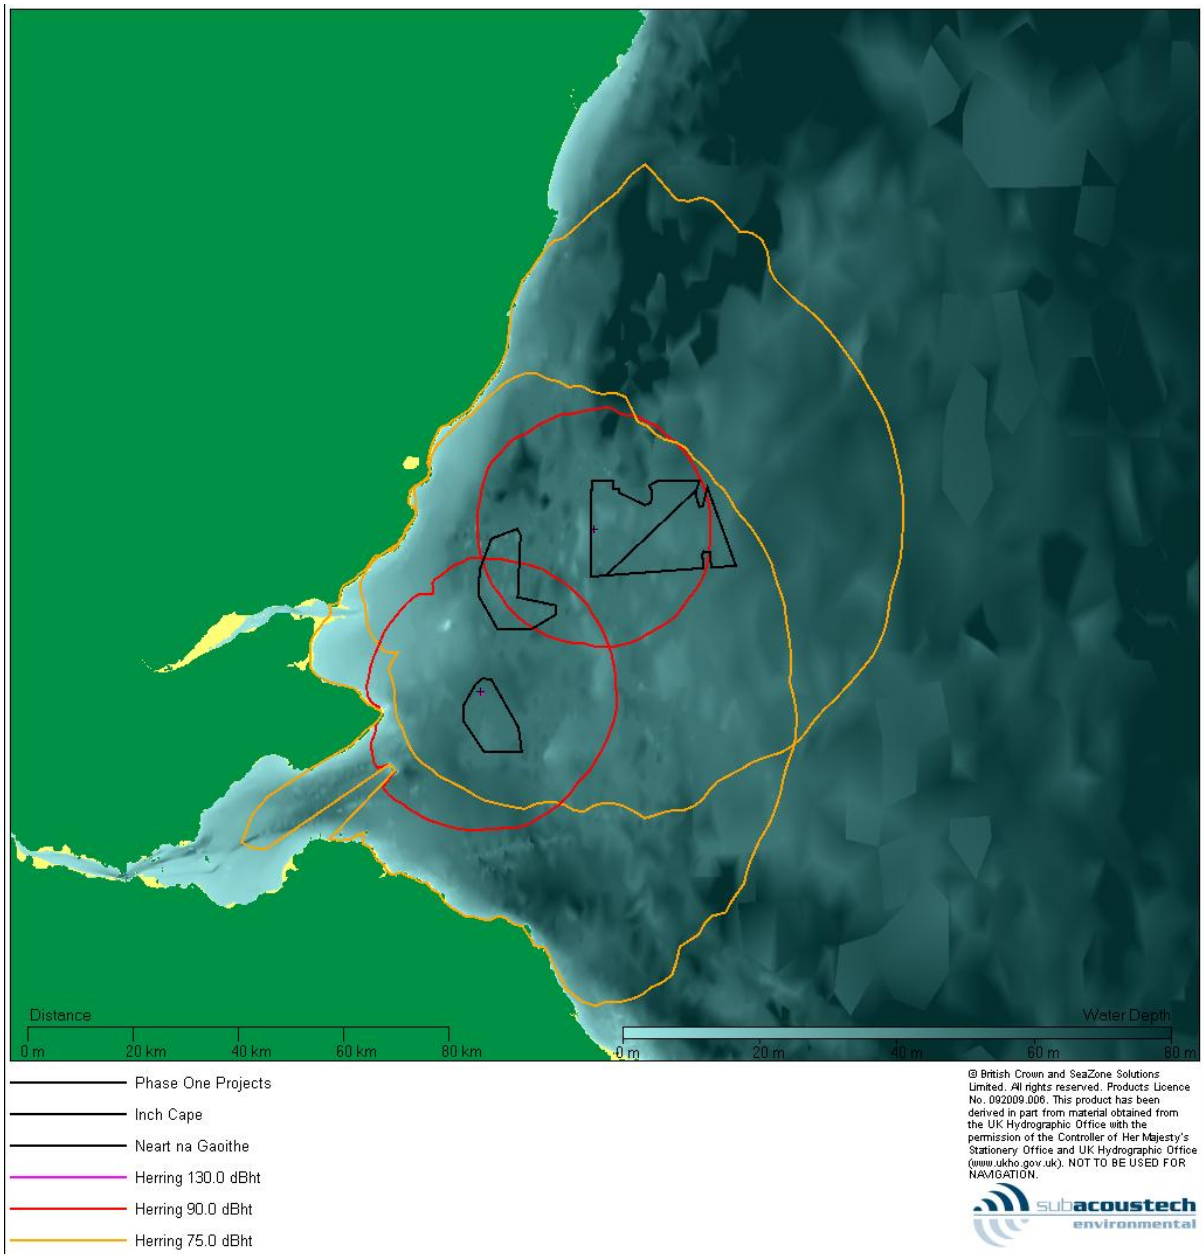 Distance
0 m 20 km 40 km 60 km 80 km
Water Depth
0 m 20 m 40 m 60 m 80 m
Phase One Projects
Inch Cape
Neart na Gaoithe
Herring 130.0 dBht
Herring 90.0 dBht
Herring 75.0 dBht
© British Crown and SeaZone Solutions
Limited. All rights reserved. Products Licence
No. 092009.006. This product has been
derived in part from material obtained from
the UK Hydrographic Office with the
permission of the Controller of Her Majesty's
Stationery Office and UK Hydrographic Office
(www.ukho.gov.uk). NOT TO BE USED FOR
NAVIGATION.
subacoustech
environmental